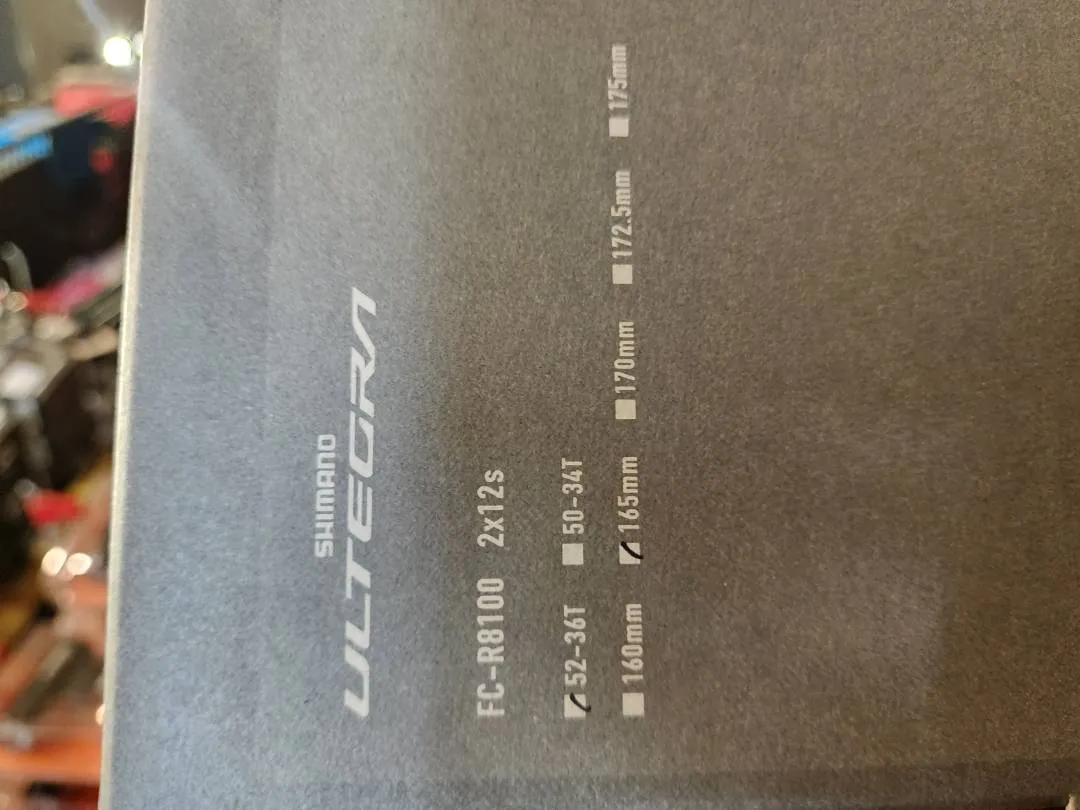 SHIMANO
ULTEGRA
FC-R8100 2x12s
52-36T 50-34T
160mm 165mm 170mm 172.5mm 175mm